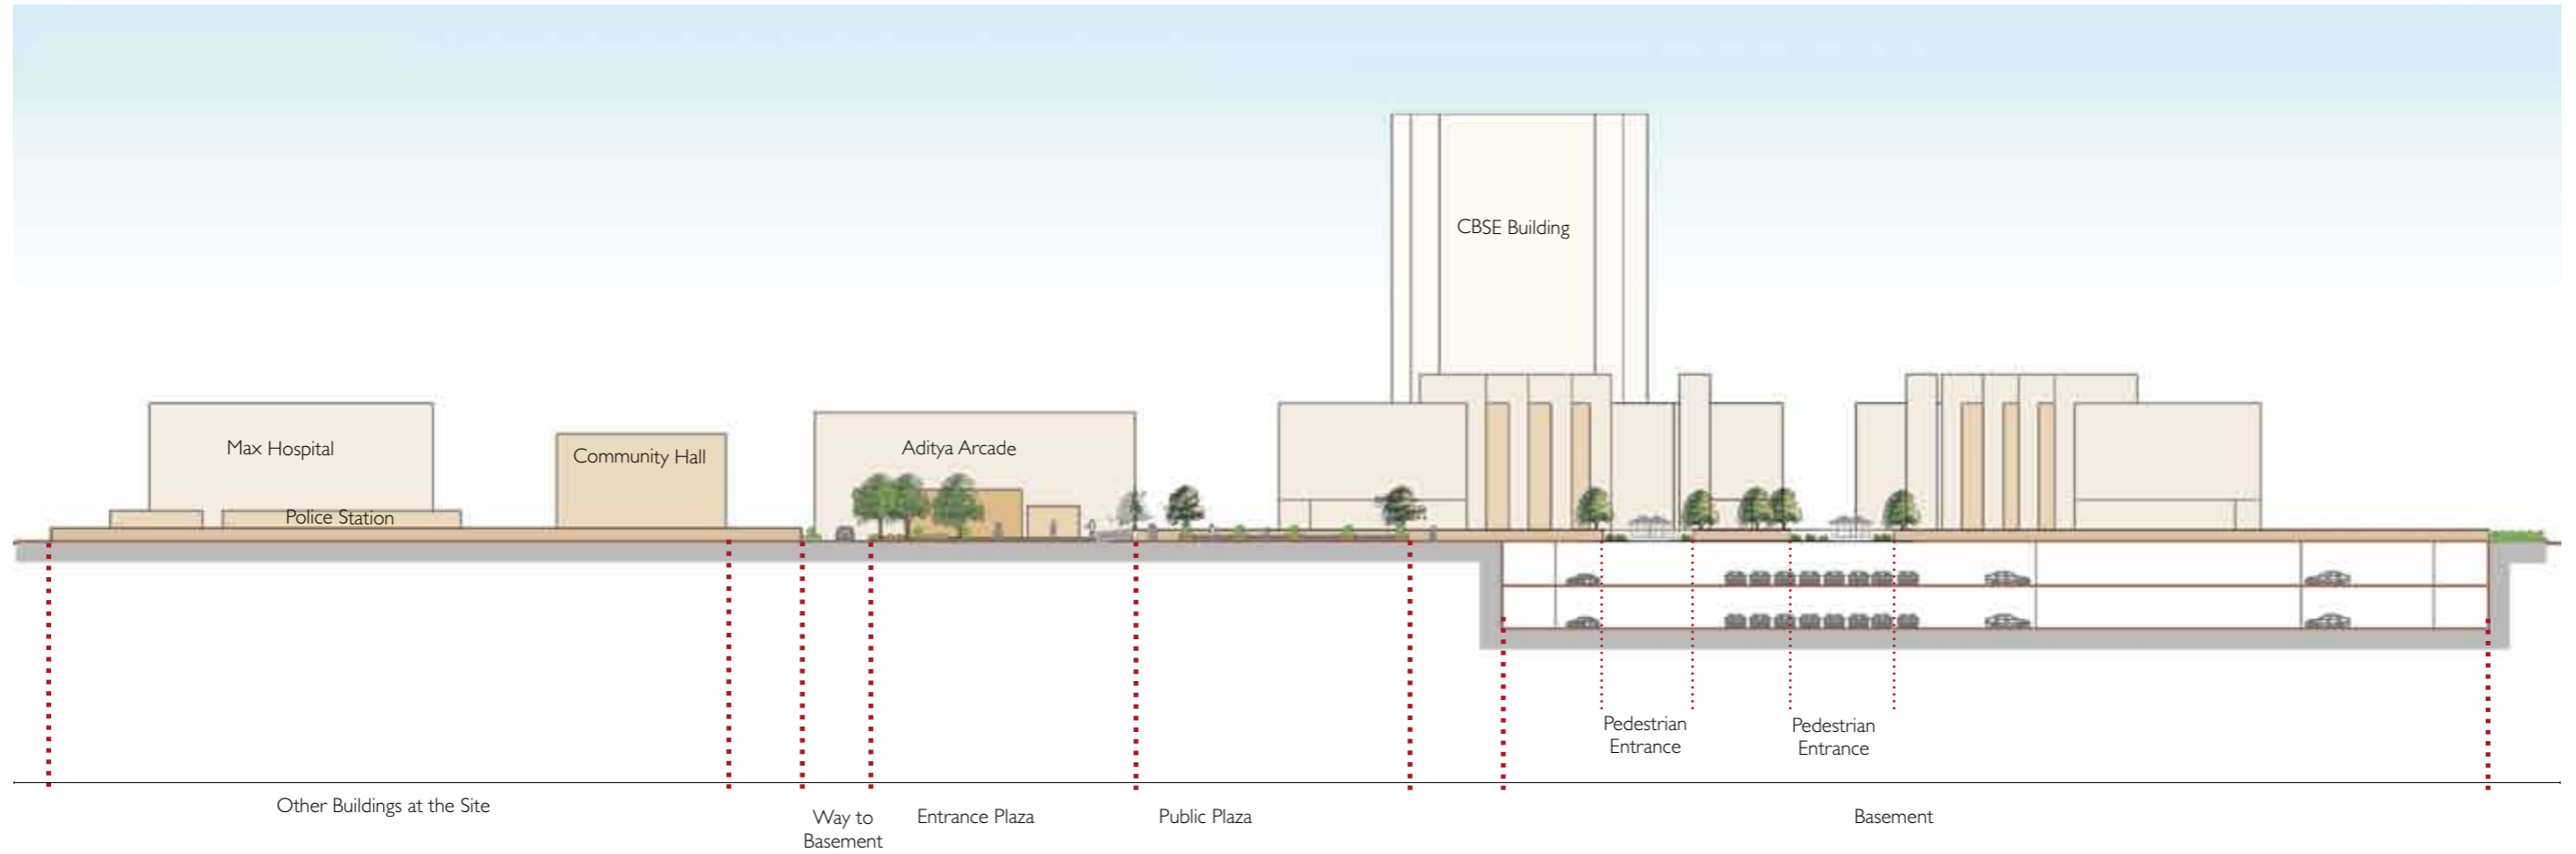 CBSE Building
Max Hospital
Community Hall
Aditya Arcade
Police Station
Pedestrian
Entrance
Pedestrian
Entrance
Other Buildings at the Site
Way to
Basement
Entrance Plaza
Public Plaza
Basement